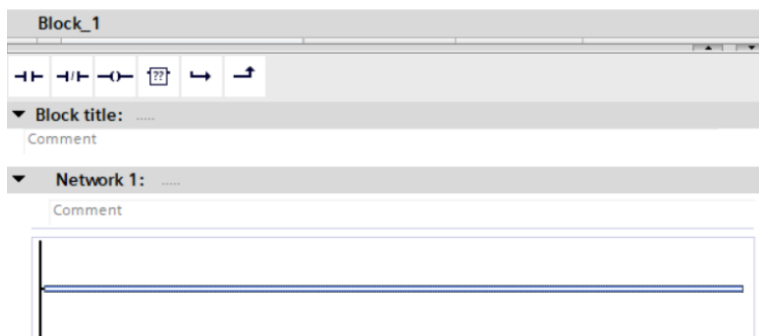 Block_1
??
Block title: .....
Comment
Network 1: .....
Comment